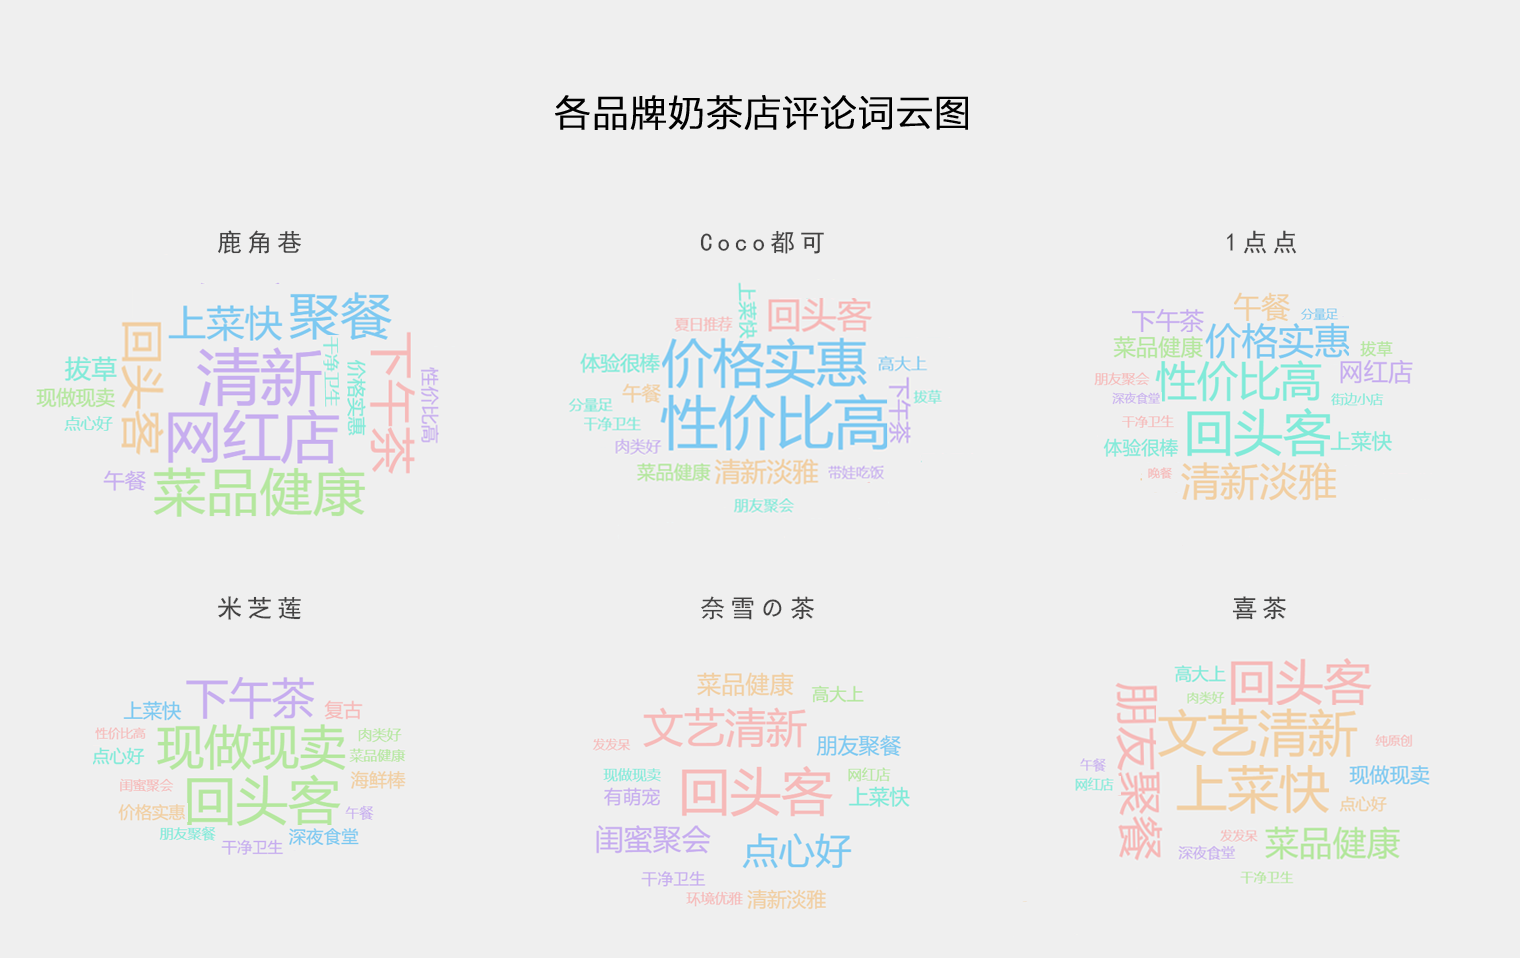 各品牌奶茶店评论词云图
鹿角巷
聚餐
上菜快
回头客
下午茶
清新
干净卫生
价格实惠
性价比高
拔草
现做现卖
点心好
网红店
午餐
菜品健康
Coco都可
上菜快
回头客
夏日推荐
价格实惠
体验很棒
高大上
午餐
下午茶
拔草
分量足
性价比高
干净卫生
肉类好
菜品健康
清新淡雅
带娃吃饭
朋友聚会
1点点
午餐
下午茶
分量足
价格实惠
菜品健康
拔草
性价比高
网红店
朋友聚会
深夜食堂
街边小店
干净卫生
回头客
体验很棒
上菜快
晚餐
清新淡雅
米芝莲
下午茶
上菜快
复古
性价比高
现做现卖
肉类好
点心好
菜品健康
闺蜜聚会
海鲜棒
回头客
价格实惠
午餐
朋友聚餐
深夜食堂
干净卫生
奈雪の茶
菜品健康
高大上
文艺清新
发发呆
朋友聚餐
现做现卖
回头客
网红店
有萌宠
上菜快
闺蜜聚会
点心好
干净卫生
环境优雅
清新淡雅
喜茶
高大上
回头客
肉类好
朋友聚餐
文艺清新
纯原创
午餐
网红店
上菜快
现做现卖
点心好
发发呆
菜品健康
深夜食堂
干净卫生